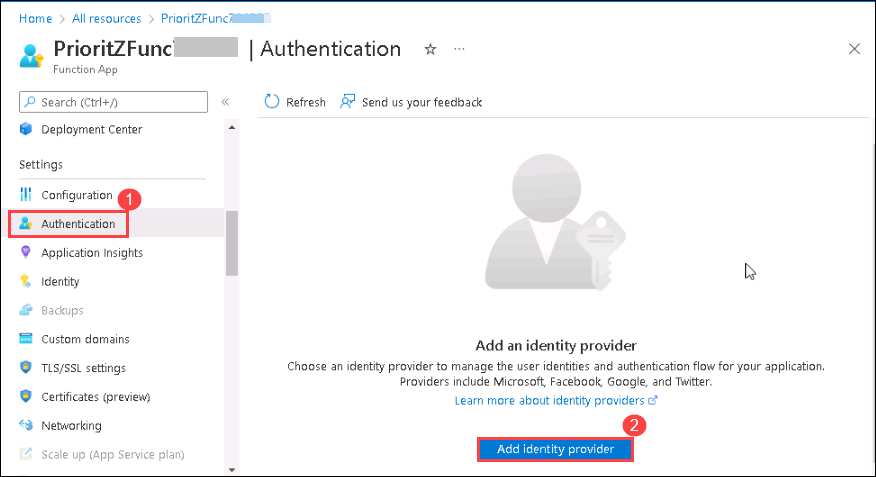 Home > All resources > PrioritZFunc
PrioritZFunc | Authentication ☆ ...
Function App
Search (Ctrl+/) «
Refresh Send us your feedback
Deployment Center
Settings
Configuration
1
Authentication
Application Insights
Identity
Backups
Custom domains
TLS/SSL settings
Certificates (preview)
Networking
Scale up (App Service plan)
Add an identity provider
Choose an identity provider to manage the user identities and authentication flow for your application.
Providers include Microsoft, Facebook, Google, and Twitter.
Learn more about identity providers
2
Add identity provider